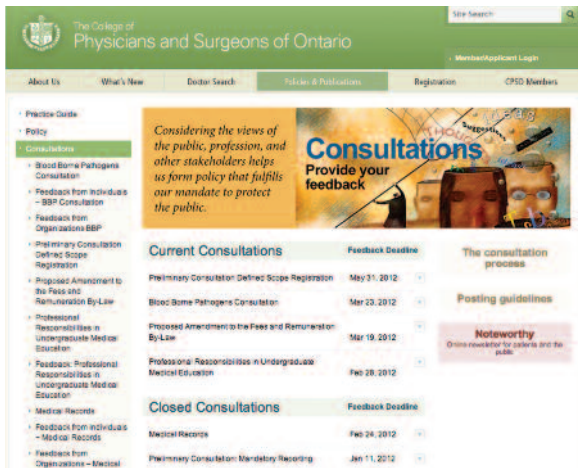 Site Search
The College of
Physicians and Surgeons of Ontario
Member/Applicant Login
About Us What's New Doctor Search Policies & Publications Registration CPSO Members
Practice Guide
Policy
Consultations
Blood Borne Pathogens
Consultation
Feedback from Individuals
– BBP Consultation
Feedback from
Organizations BBP
Preliminary Consultation
Defined Scope
Registration
Proposed Amendment to
the Fees and
Remuneration By-Law
Professional
Responsibilities in
Undergraduate Medical
Education
Feedback: Professional
Responsibilities in
Undergraduate Medical
Education
Medical Records
Feedback from Individuals
– Medical Records
Feedback from
Organizations – Medical
Considering the views of
the public, profession, and
other stakeholders helps
us form policy that fulfills
our mandate to protect
the public.
Ideas
Suggestions
THOUGHT
Consultations
Provide your
feedback
Current Consultations Feedback Deadline
Preliminary Consultation Defined Scope Registration May 31, 2012
Blood Borne Pathogens Consultation Mar 23, 2012
Proposed Amendment to the Fees and Remuneration
By-Law Mar 19, 2012
Professional Responsibilities in Undergraduate
Medical Education Feb 28, 2012
Closed Consultations Feedback Deadline
Medical Records Feb 24, 2012
Preliminary Consultation: Mandatory Reporting Jan 11, 2012
The consultation
process
Posting guidelines
Noteworthy
Online newsletter for patients and the
public